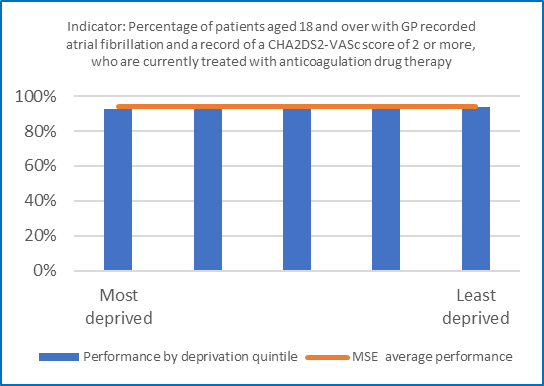 Indicator: Percentage of patients aged 18 and over with GP recorded
atrial fibrillation and a record of a CHA2DS2-VASc score of 2 or more,
who are currently treated with anticoagulation drug therapy
100%
80%
60%
40%
20%
0%
Most
deprived
Least
deprived
Performance by deprivation quintile
MSE average performance